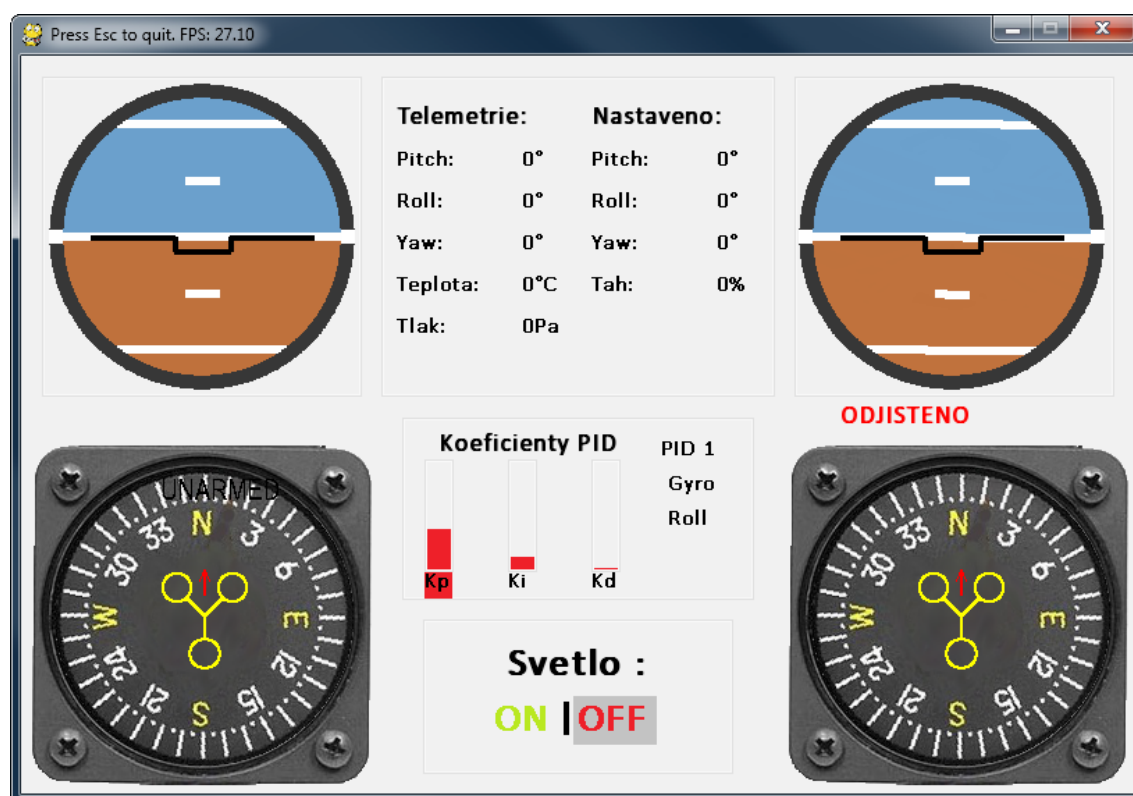 Press Esc to quit. FPS: 27.10
Telemetrie: Nastaveno:
Pitch: 0° Pitch: 0°
Roll: 0° Roll: 0°
Yaw: 0° Yaw: 0°
Teplota: 0°C Tah: 0%
Tlak: 0Pa
ODJISTENO
Koeficienty PID
PID 1
Gyro
Roll
Kp Ki Kd
UNARMED
N 3 6 E 12 15 S 21 24 W 30 33
N 3 6 E 12 15 S 21 24 W 30 33
Svetlo :
ON |OFF